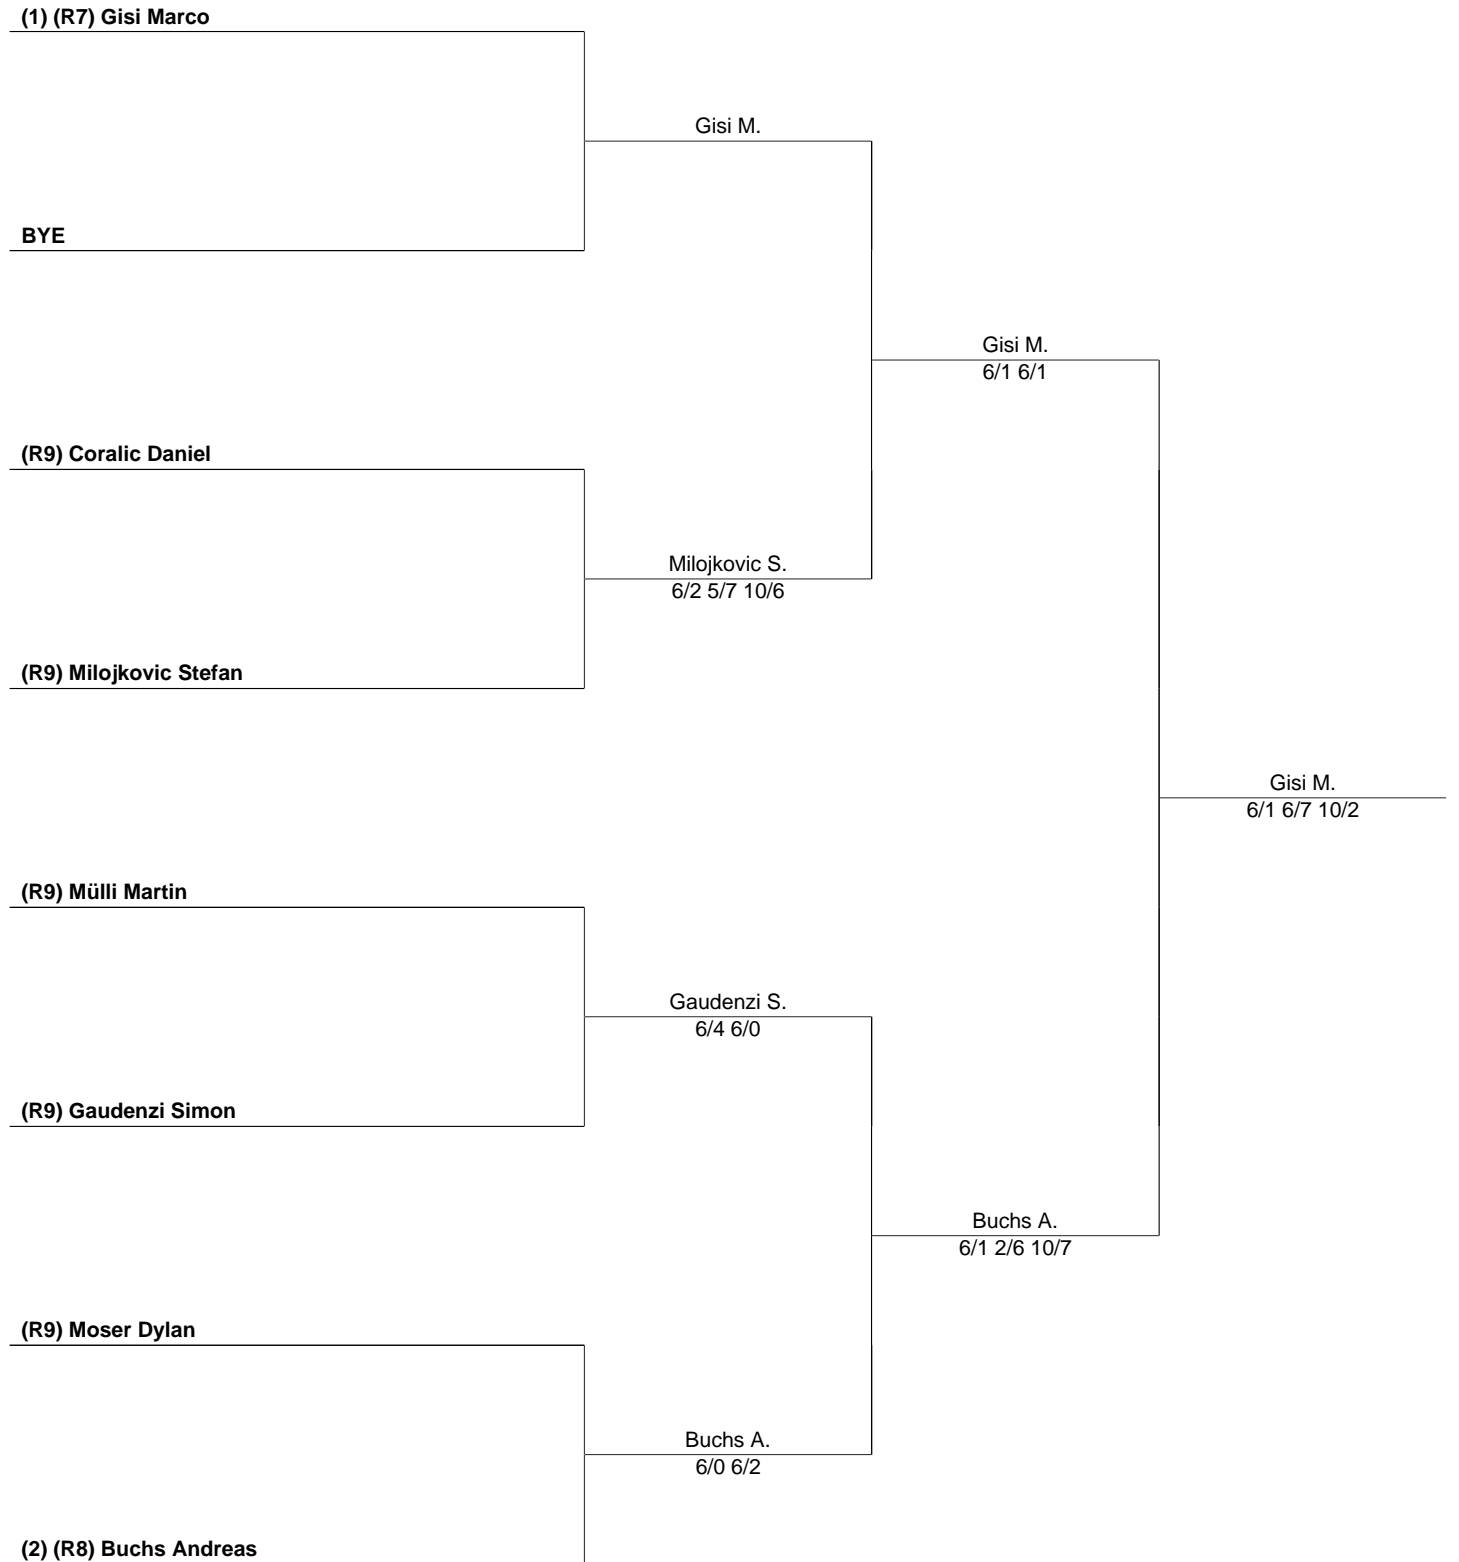 (1) (R7) Gisi Marco
Gisi M.
BYE
Gisi M.
6/1 6/1
(R9) Coralic Daniel
Milojkovic S.
6/2 5/7 10/6
(R9) Milojkovic Stefan
Gisi M.
6/1 6/7 10/2
(R9) Mülli Martin
Gaudenzi S.
6/4 6/0
(R9) Gaudenzi Simon
Buchs A.
6/1 2/6 10/7
(R9) Moser Dylan
Buchs A.
6/0 6/2
(2) (R8) Buchs Andreas